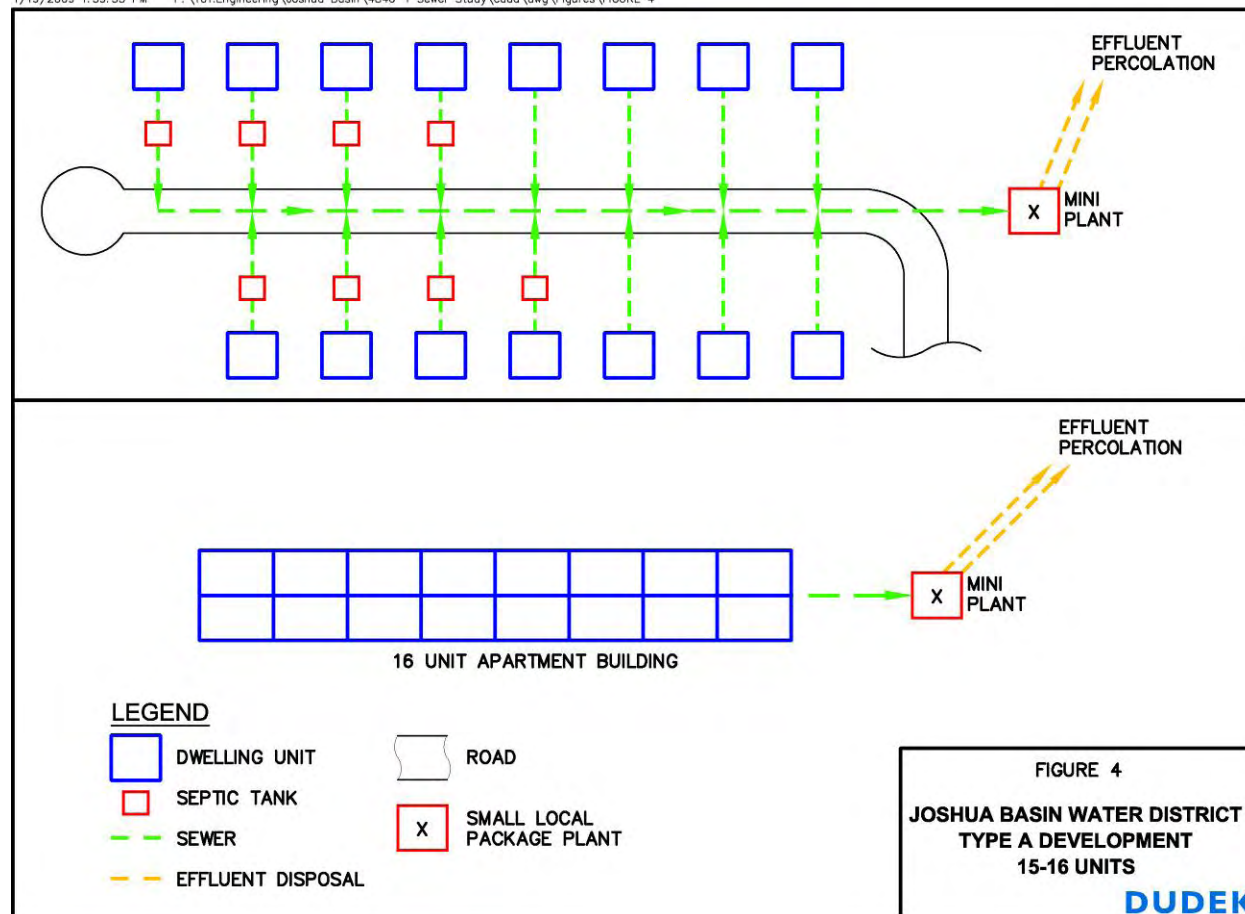 EFFLUENT
PERCOLATION
X
MINI
PLANT
EFFLUENT
PERCOLATION
X
MINI
PLANT
16 UNIT APARTMENT BUILDING
LEGEND
DWELLING UNIT
SEPTIC TANK
SEWER
EFFLUENT DISPOSAL
ROAD
X
SMALL LOCAL
PACKAGE PLANT
FIGURE 4
JOSHUA BASIN WATER DISTRICT
TYPE A DEVELOPMENT
15-16 UNITS
DUDEK